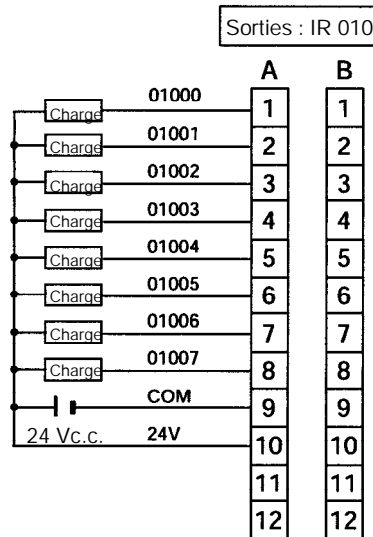 Sorties : IR 010
A B
01000
Charge 1 1
01001
Charge 2 2
01002
Charge 3 3
01003
Charge 4 4
01004
Charge 5 5
01005
Charge 6 6
01006
Charge 7 7
01007
Charge 8 8
COM
9 9
24 Vc.c. 24V
10 10
11 11
12 12